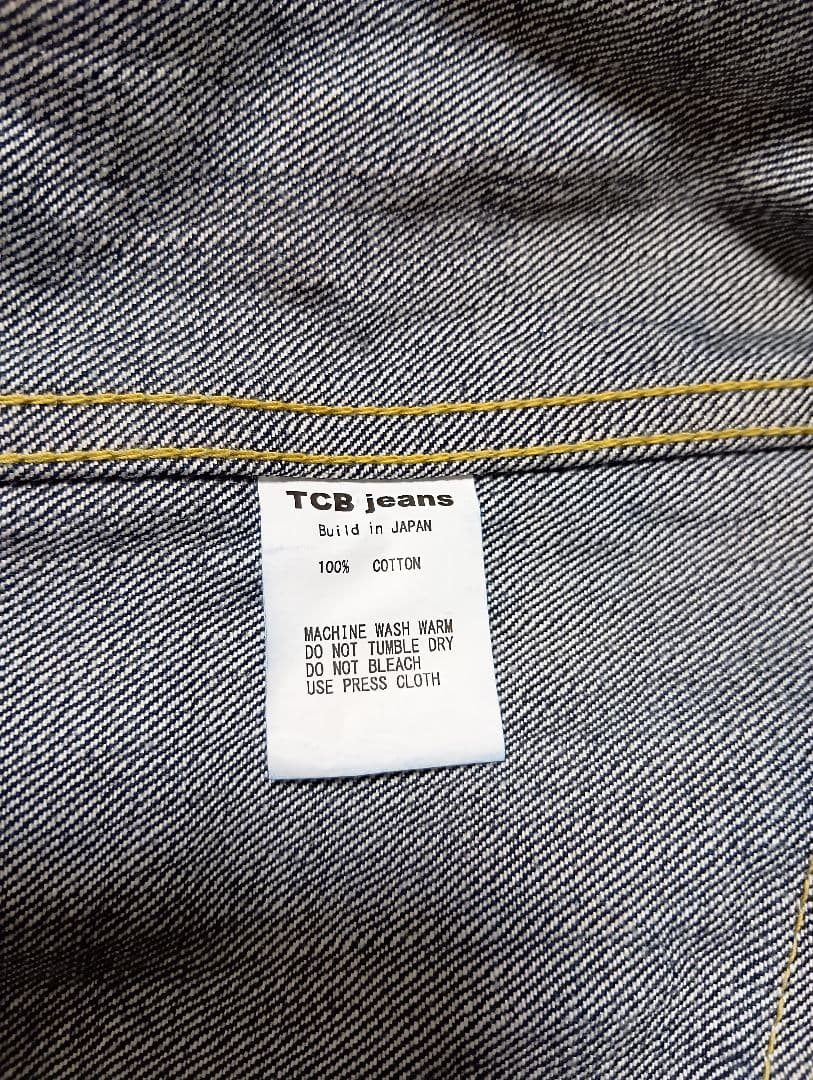 TCB jeans
Build in JAPAN
100% COTTON
MACHINE WASH WARM
DO NOT TUMBLE DRY
DO NOT BLEACH
USE PRESS CLOTH